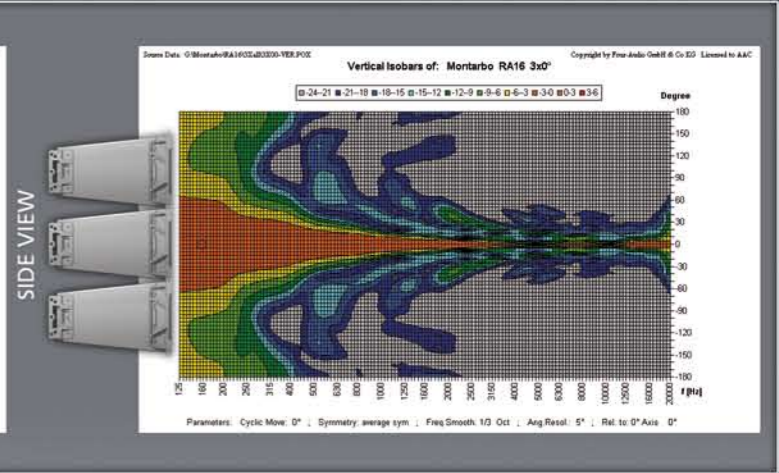 Source Data: G:\Montarbo\RA16\
Copyright by Four-Audio GmbH & Co KG Licensed to AAC
Vertical Isobars of: Montarbo RA16 3x0°
-24--21 -21--18 -18--15 -15--12 -12--9 -9--6 -6--3 -3-0 0-3 3-6
Degree
180
150
120
90
60
30
0
-30
-60
-90
-120
-150
-180
SIDE VIEW
125 160 200 250 315 400 500 630 800 1000 1250 1600 2000 2500 3150 4000 5000 6300 8000 10000 12500 16000 20000
f [Hz]
Parameters: Cyclic Move: 0° ; Symmetry: average sym ; Freq.Smooth: 1/3 Oct ; Ang.Resol.: 5° ; Rel. to: 0° Axis 0°